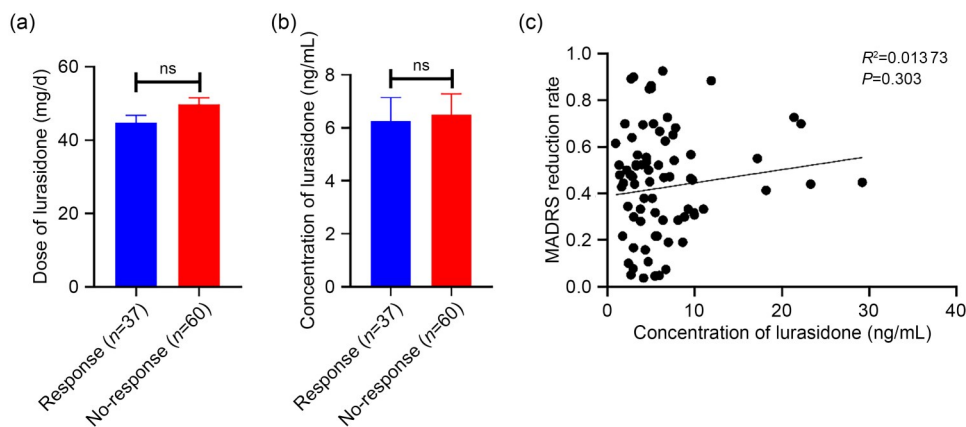 (a)
Dose of lurasidone (mg/d)
60
40
20
0
ns
Response (n=37)
No-response (n=60)
(b)
Concentration of lurasidone (ng/mL)
8
6
4
2
0
ns
Response (n=37)
No-response (n=60)
(c)
MADRS reduction rate
1.0
0.8
0.6
0.4
0.2
0.0
R²=0.01373
P=0.303
0 10 20 30 40
Concentration of lurasidone (ng/mL)